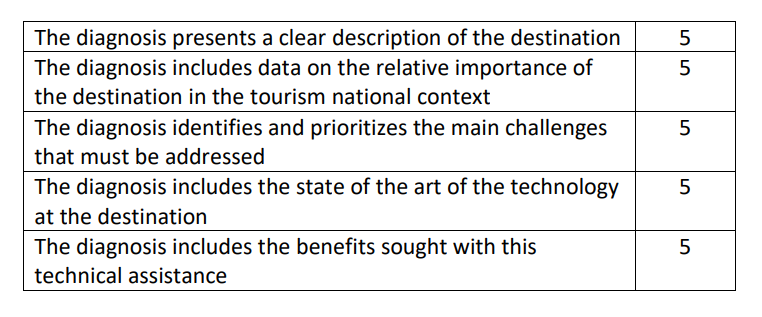 The diagnosis presents a clear description of the destination 5
The diagnosis includes data on the relative importance of 5
the destination in the tourism national context
The diagnosis identifies and prioritizes the main challenges 5
that must be addressed
The diagnosis includes the state of the art of the technology 5
at the destination
The diagnosis includes the benefits sought with this 5
technical assistance